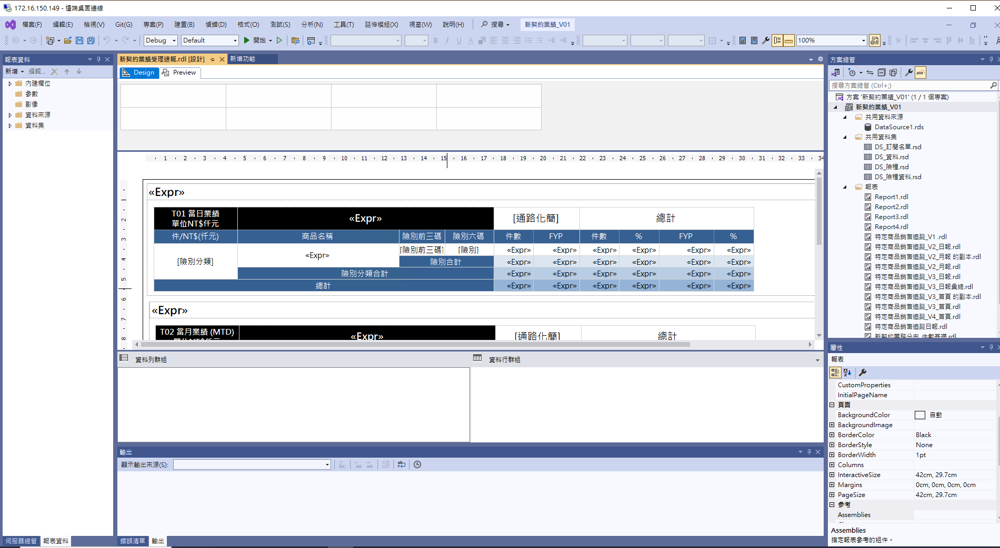 172.16.150.149 - 遠端桌面連線
檔案(F) 編輯(E) 檢視(V) Git(G) 專案(P) 建置(B) 偵錯(D) 格式(O) 測試(S) 分析(N) 工具(T) 延伸模組(X) 視窗(W) 說明(H) 搜尋 新契約業績_V01
Debug Default 開始 100%
報表資料
新增 編輯...
內建欄位
參數
影像
資料來源
資料集
新契約業績受理速報.rdl [設計] 新增功能
Design Preview
1 2 3 4 5 6 7 8 9 10 11 12 13 14 15 16 17 18 19 20 21 22 23 24 25 26 27 28 29 30 31 32 33 34
1
2
3
4
5
6
7
8
«Expr»
T01 當日業績
單位NT$仟元
«Expr» [通路化簡] 總計
件/NT$(仟元) 商品名稱 險別前三碼 險別六碼 件數 FYP 件數 % FYP %
[險別分類] «Expr» [險別前三碼] [險別] «Expr» «Expr» «Expr» «Expr» «Expr» «Expr»
險別合計 «Expr» «Expr» «Expr» «Expr» «Expr» «Expr»
險別分類合計 «Expr» «Expr» «Expr» «Expr» «Expr» «Expr»
總計 «Expr» «Expr» «Expr» «Expr» «Expr» «Expr»
«Expr»
T02 當月業績 (MTD)
單位NT$仟元
«Expr» [通路化簡] 總計
資料列群組 資料行群組
輸出
顯示輸出來源(S):
伺服器總管 報表資料
錯誤清單 輸出
方案總管
搜尋方案總管 (Ctrl+;)
方案 '新契約業績_V01' (1 / 1 個專案)
新契約業績_V01
共用資料來源
DataSource1.rds
共用資料集
DS_訂閱名單.rsd
DS_資料.rsd
DS_險種.rsd
DS_險種資料.rsd
報表
Report1.rdl
Report2.rdl
Report3.rdl
Report4.rdl
特定商品銷售追蹤_V1 .rdl
特定商品銷售追蹤_V2_日報.rdl
特定商品銷售追蹤_V2_月報 的副本.rdl
特定商品銷售追蹤_V2_月報.rdl
特定商品銷售追蹤_V3_日報.rdl
特定商品銷售追蹤_V3_日報彙總.rdl
特定商品銷售追蹤_V3_首頁 的副本.rdl
特定商品銷售追蹤_V3_首頁.rdl
特定商品銷售追蹤_V4_首頁.rdl
特定商品銷售追蹤日報.rdl
新契約業務分布_件數基礎.rdl
屬性
報表
CustomProperties
InitialPageName
頁面
BackgroundColor 自動
BackgroundImage
BorderColor Black
BorderStyle None
BorderWidth 1pt
Columns
InteractiveSize 42cm, 29.7cm
Margins 0cm, 0cm, 0cm, 0cm
PageSize 42cm, 29.7cm
參考
Assemblies
Assemblies
指定報表參考的組件。